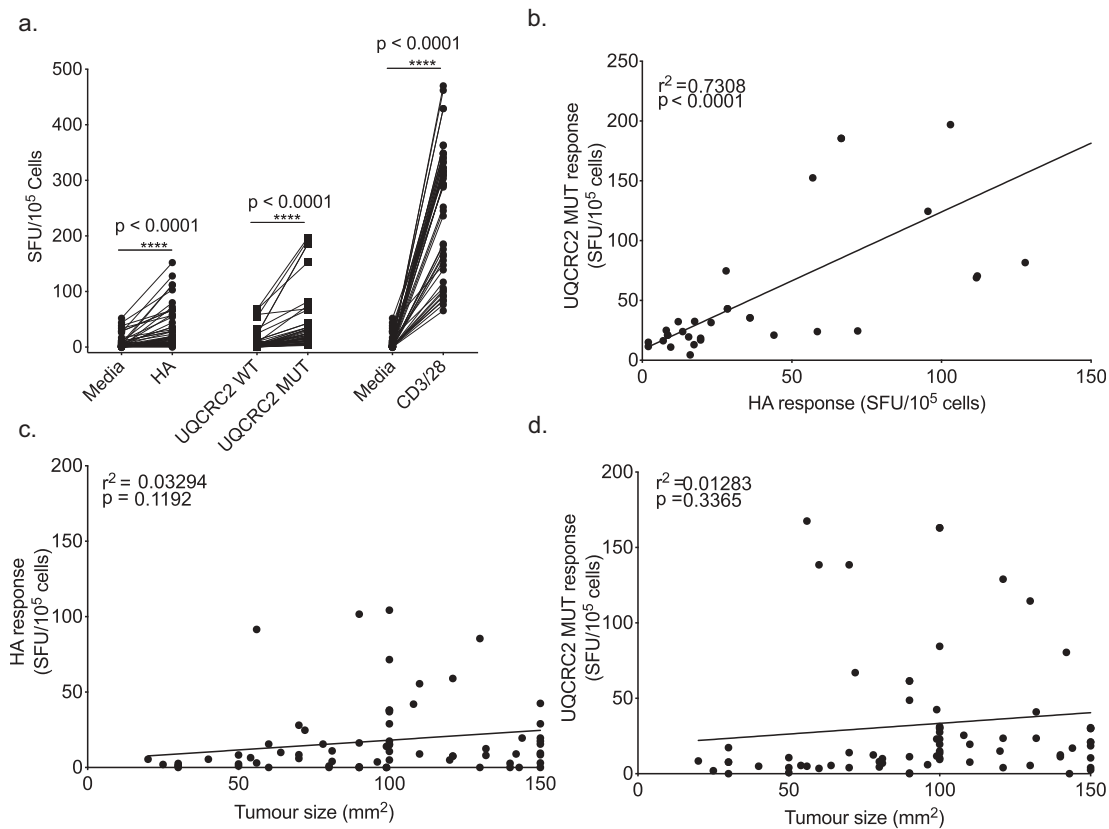 a.
p < 0.0001
****
p < 0.0001
****
p < 0.0001
****
SFU/10⁵ Cells
500
400
300
200
100
0
Media
HA
UQCRC2 WT
UQCRC2 MUT
Media
CD3/28
b.
r² = 0.7308
p < 0.0001
UQCRC2 MUT response
(SFU/10⁵ cells)
250
200
150
100
50
0
0 50 100 150
HA response (SFU/10⁵ cells)
c.
r² = 0.03294
p = 0.1192
HA response
(SFU/10⁵ cells)
200
150
100
50
0
0 50 100 150
Tumour size (mm²)
d.
r² =0.01283
p =0.3365
UQCRC2 MUT response
(SFU/10⁵ cells)
200
150
100
50
0
0 50 100 150
Tumour size (mm²)